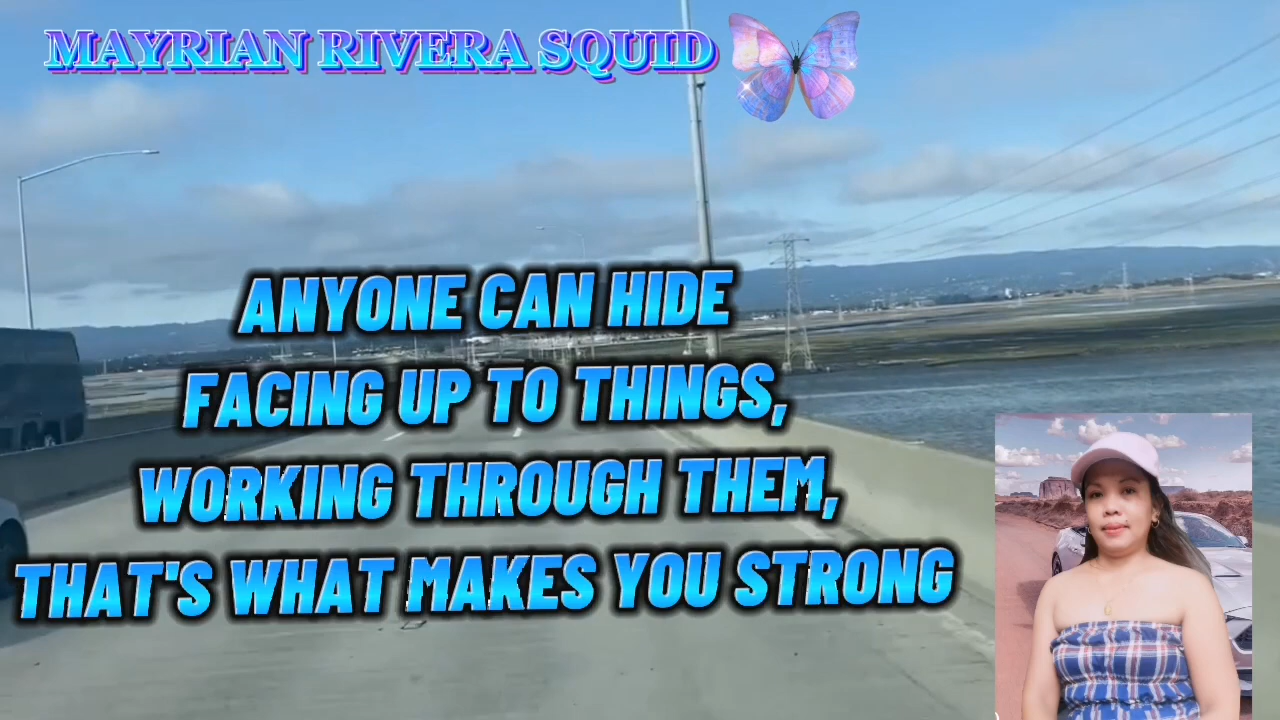 MAYRIAN RIVERA SQUID
ANYONE CAN HIDE
FACING UP TO THINGS,
WORKING THROUGH THEM,
THAT'S WHAT MAKES YOU STRONG